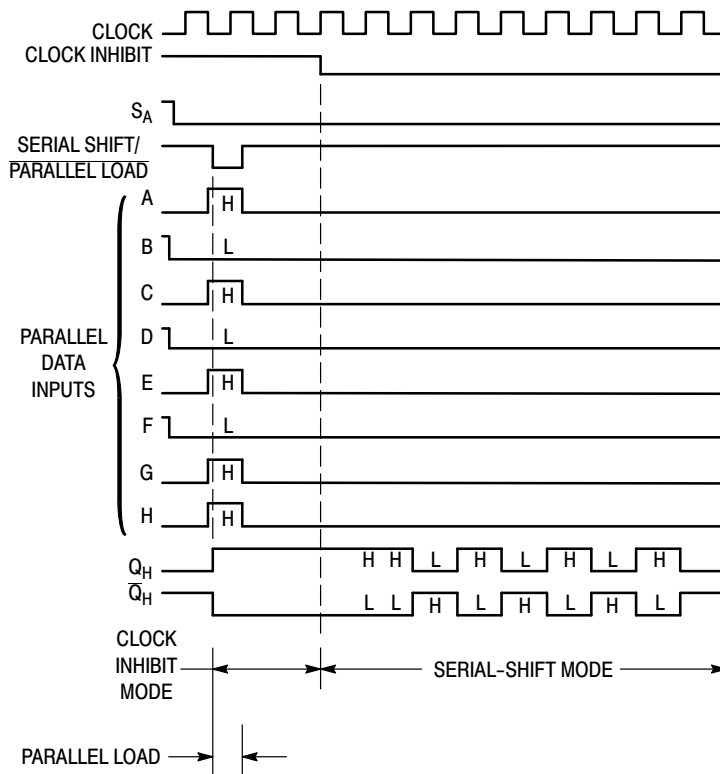 CLOCK
CLOCK INHIBIT
S_A
SERIAL SHIFT/
PARALLEL LOAD
A H
B L
C H
D L
PARALLEL
DATA
INPUTS
E H
F L
G H
H H
Q_H H H L H L H L H
Q̅_H L L H L H L H L
CLOCK
INHIBIT
MODE
SERIAL-SHIFT MODE
PARALLEL LOAD